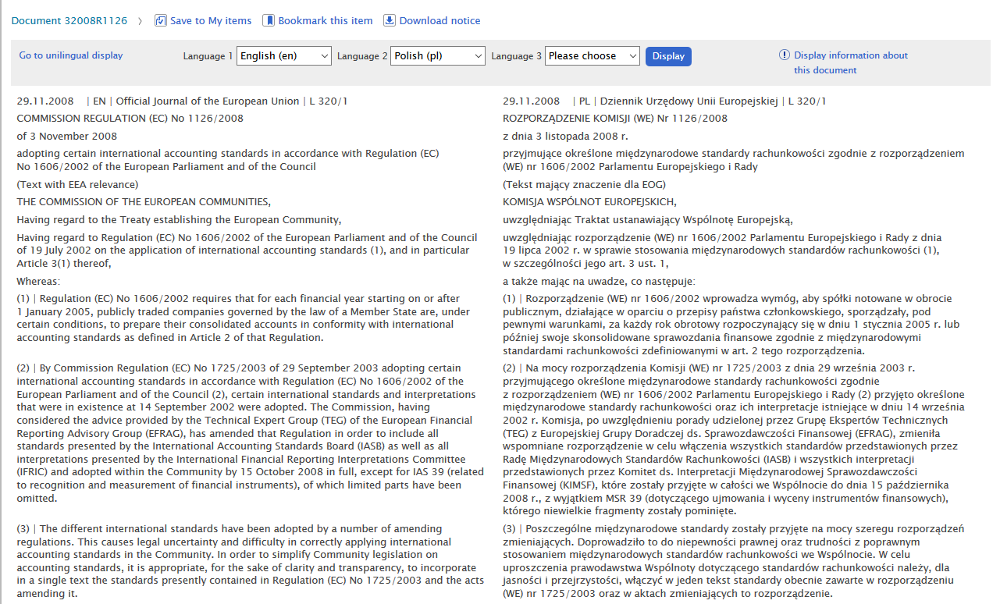 Document 32008R1126 > Save to My items Bookmark this item Download notice
Go to unilingual display Language 1 English (en) Language 2 Polish (pl) Language 3 Please choose Display Display information about
this document
29.11.2008 | EN | Official Journal of the European Union | L 320/1
COMMISSION REGULATION (EC) No 1126/2008
of 3 November 2008
adopting certain international accounting standards in accordance with Regulation (EC)
No 1606/2002 of the European Parliament and of the Council
(Text with EEA relevance)
THE COMMISSION OF THE EUROPEAN COMMUNITIES,
Having regard to the Treaty establishing the European Community,
Having regard to Regulation (EC) No 1606/2002 of the European Parliament and of the Council
of 19 July 2002 on the application of international accounting standards (1), and in particular
Article 3(1) thereof,
Whereas:
(1) | Regulation (EC) No 1606/2002 requires that for each financial year starting on or after
1 January 2005, publicly traded companies governed by the law of a Member State are, under
certain conditions, to prepare their consolidated accounts in conformity with international
accounting standards as defined in Article 2 of that Regulation.
(2) | By Commission Regulation (EC) No 1725/2003 of 29 September 2003 adopting certain
international accounting standards in accordance with Regulation (EC) No 1606/2002 of the
European Parliament and of the Council (2), certain international standards and interpretations
that were in existence at 14 September 2002 were adopted. The Commission, having
considered the advice provided by the Technical Expert Group (TEG) of the European Financial
Reporting Advisory Group (EFRAG), has amended that Regulation in order to include all
standards presented by the International Accounting Standards Board (IASB) as well as all
interpretations presented by the International Financial Reporting Interpretations Committee
(IFRIC) and adopted within the Community by 15 October 2008 in full, except for IAS 39 (related
to recognition and measurement of financial instruments), of which limited parts have been
omitted.
(3) | The different international standards have been adopted by a number of amending
regulations. This causes legal uncertainty and difficulty in correctly applying international
accounting standards in the Community. In order to simplify Community legislation on
accounting standards, it is appropriate, for the sake of clarity and transparency, to incorporate
in a single text the standards presently contained in Regulation (EC) No 1725/2003 and the acts
amending it.
29.11.2008 | PL | Dziennik Urzędowy Unii Europejskiej | L 320/1
ROZPORZĄDZENIE KOMISJI (WE) Nr 1126/2008
z dnia 3 listopada 2008 r.
przyjmujące określone międzynarodowe standardy rachunkowości zgodnie z rozporządzeniem
(WE) nr 1606/2002 Parlamentu Europejskiego i Rady
(Tekst mający znaczenie dla EOG)
KOMISJA WSPÓLNOT EUROPEJSKICH,
uwzględniając Traktat ustanawiający Wspólnotę Europejską,
uwzględniając rozporządzenie (WE) nr 1606/2002 Parlamentu Europejskiego i Rady z dnia
19 lipca 2002 r. w sprawie stosowania międzynarodowych standardów rachunkowości (1),
w szczególności jego art. 3 ust. 1,
a także mając na uwadze, co następuje:
(1) | Rozporządzenie (WE) nr 1606/2002 wprowadza wymóg, aby spółki notowane w obrocie
publicznym, działające w oparciu o przepisy państwa członkowskiego, sporządzały, pod
pewnymi warunkami, za każdy rok obrotowy rozpoczynający się w dniu 1 stycznia 2005 r. lub
później swoje skonsolidowane sprawozdania finansowe zgodnie z międzynarodowymi
standardami rachunkowości zdefiniowanymi w art. 2 tego rozporządzenia.
(2) | Na mocy rozporządzenia Komisji (WE) nr 1725/2003 z dnia 29 września 2003 r.
przyjmującego określone międzynarodowe standardy rachunkowości zgodnie
z rozporządzeniem (WE) nr 1606/2002 Parlamentu Europejskiego i Rady (2) przyjęto określone
międzynarodowe standardy rachunkowości oraz ich interpretacje istniejące w dniu 14 września
2002 r. Komisja, po uwzględnieniu porady udzielonej przez Grupę Ekspertów Technicznych
(TEG) z Europejskiej Grupy Doradczej ds. Sprawozdawczości Finansowej (EFRAG), zmieniła
wspomniane rozporządzenie w celu włączenia wszystkich standardów przedstawionych przez
Radę Międzynarodowych Standardów Rachunkowości (IASB) i wszystkich interpretacji
przedstawionych przez Komitet ds. Interpretacji Międzynarodowej Sprawozdawczości
Finansowej (KIMSF), które zostały przyjęte w całości we Wspólnocie do dnia 15 października
2008 r., z wyjątkiem MSR 39 (dotyczącego ujmowania i wyceny instrumentów finansowych),
którego niewielkie fragmenty zostały pominięte.
(3) | Poszczególne międzynarodowe standardy zostały przyjęte na mocy szeregu rozporządzeń
zmieniających. Doprowadziło to do niepewności prawnej oraz trudności z poprawnym
stosowaniem międzynarodowych standardów rachunkowości we Wspólnocie. W celu
uproszczenia prawodawstwa Wspólnoty dotyczącego standardów rachunkowości należy, dla
jasności i przejrzystości, włączyć w jeden tekst standardy obecnie zawarte w rozporządzeniu
(WE) nr 1725/2003 oraz w aktach zmieniających to rozporządzenie.